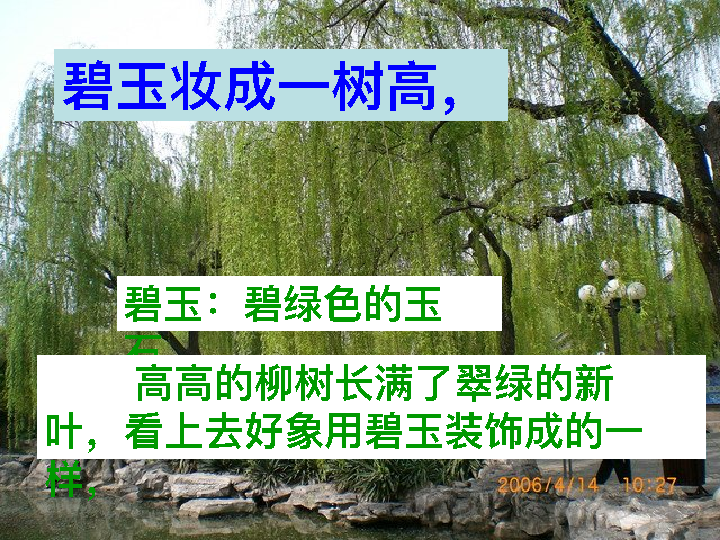 碧玉妆成一树高，
碧玉：碧绿色的玉
石
高高的柳树长满了翠绿的新
叶，看上去好象用碧玉装饰成的一
样，
2006/4/14 10:27